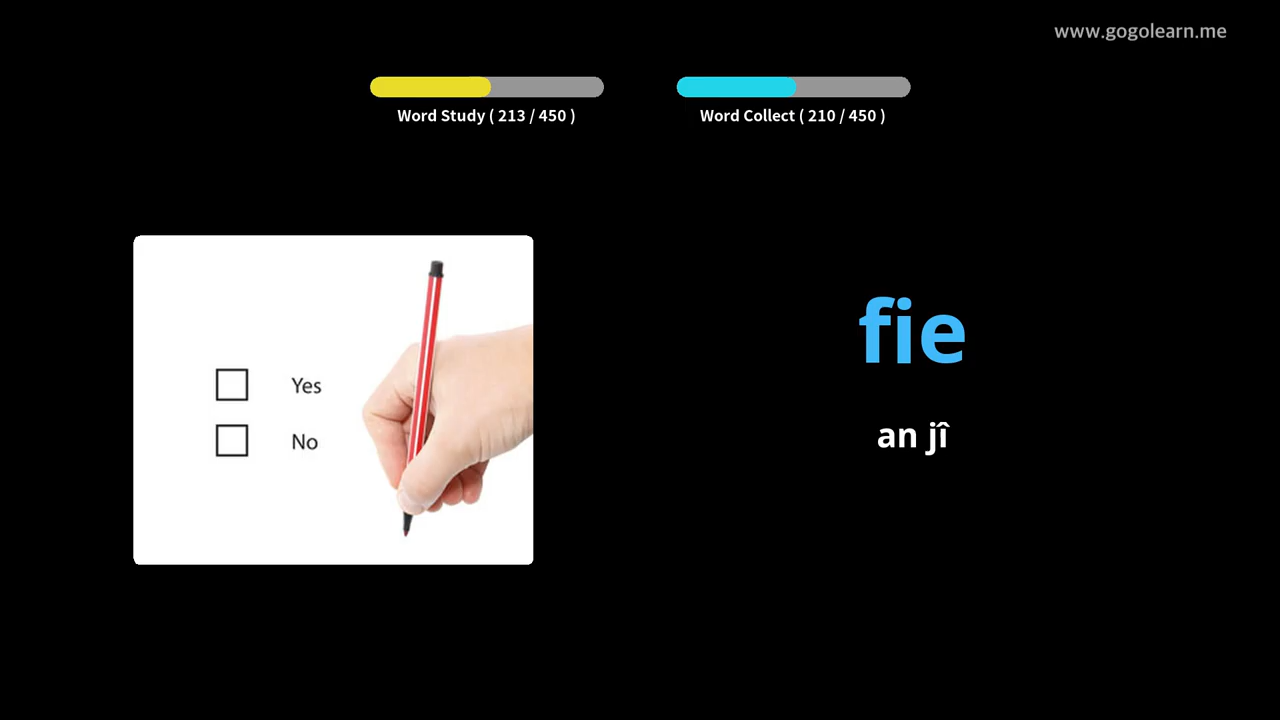 www.gogolearn.me
Word Study ( 213 / 450 )
Word Collect ( 210 / 450 )
Yes
No
fie
an jî